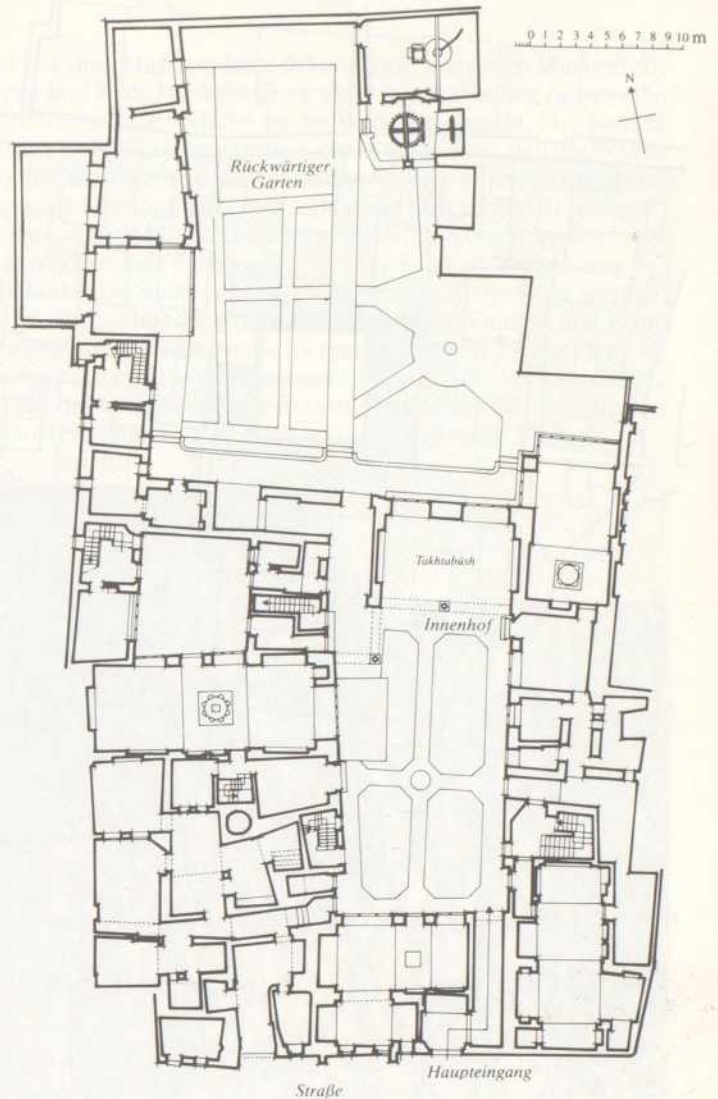 0 1 2 3 4 5 6 7 8 9 10 m
N
Rückwärtiger
Garten
Takhtabūsh
Innenhof
Haupteingang
Straße